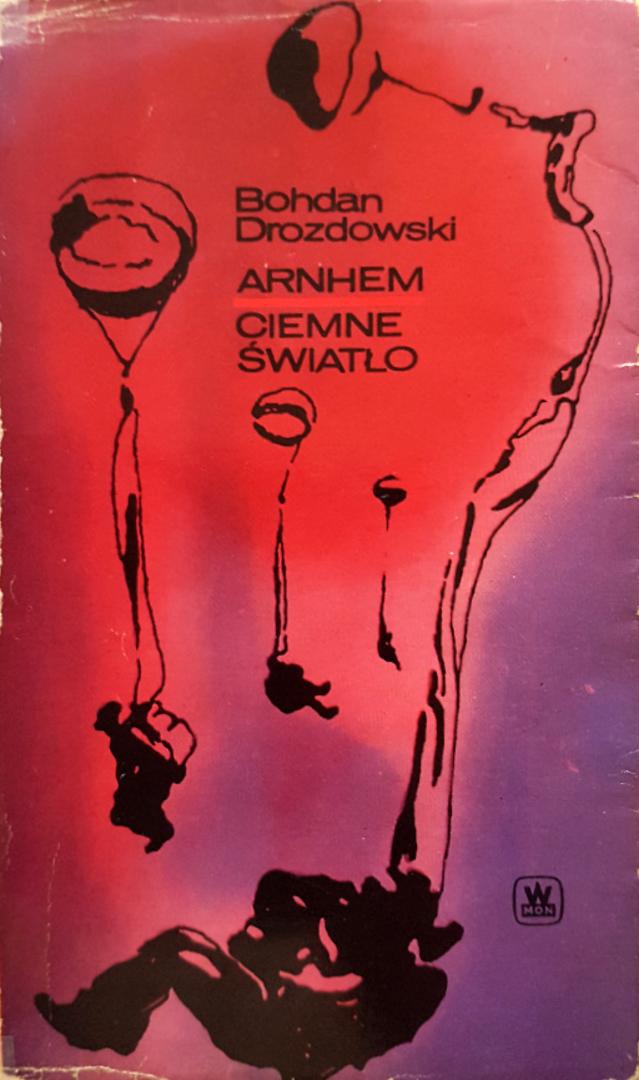 Bohdan
Drozdowski
ARNHEM
CIEMNE
ŚWIATŁO
W
MON